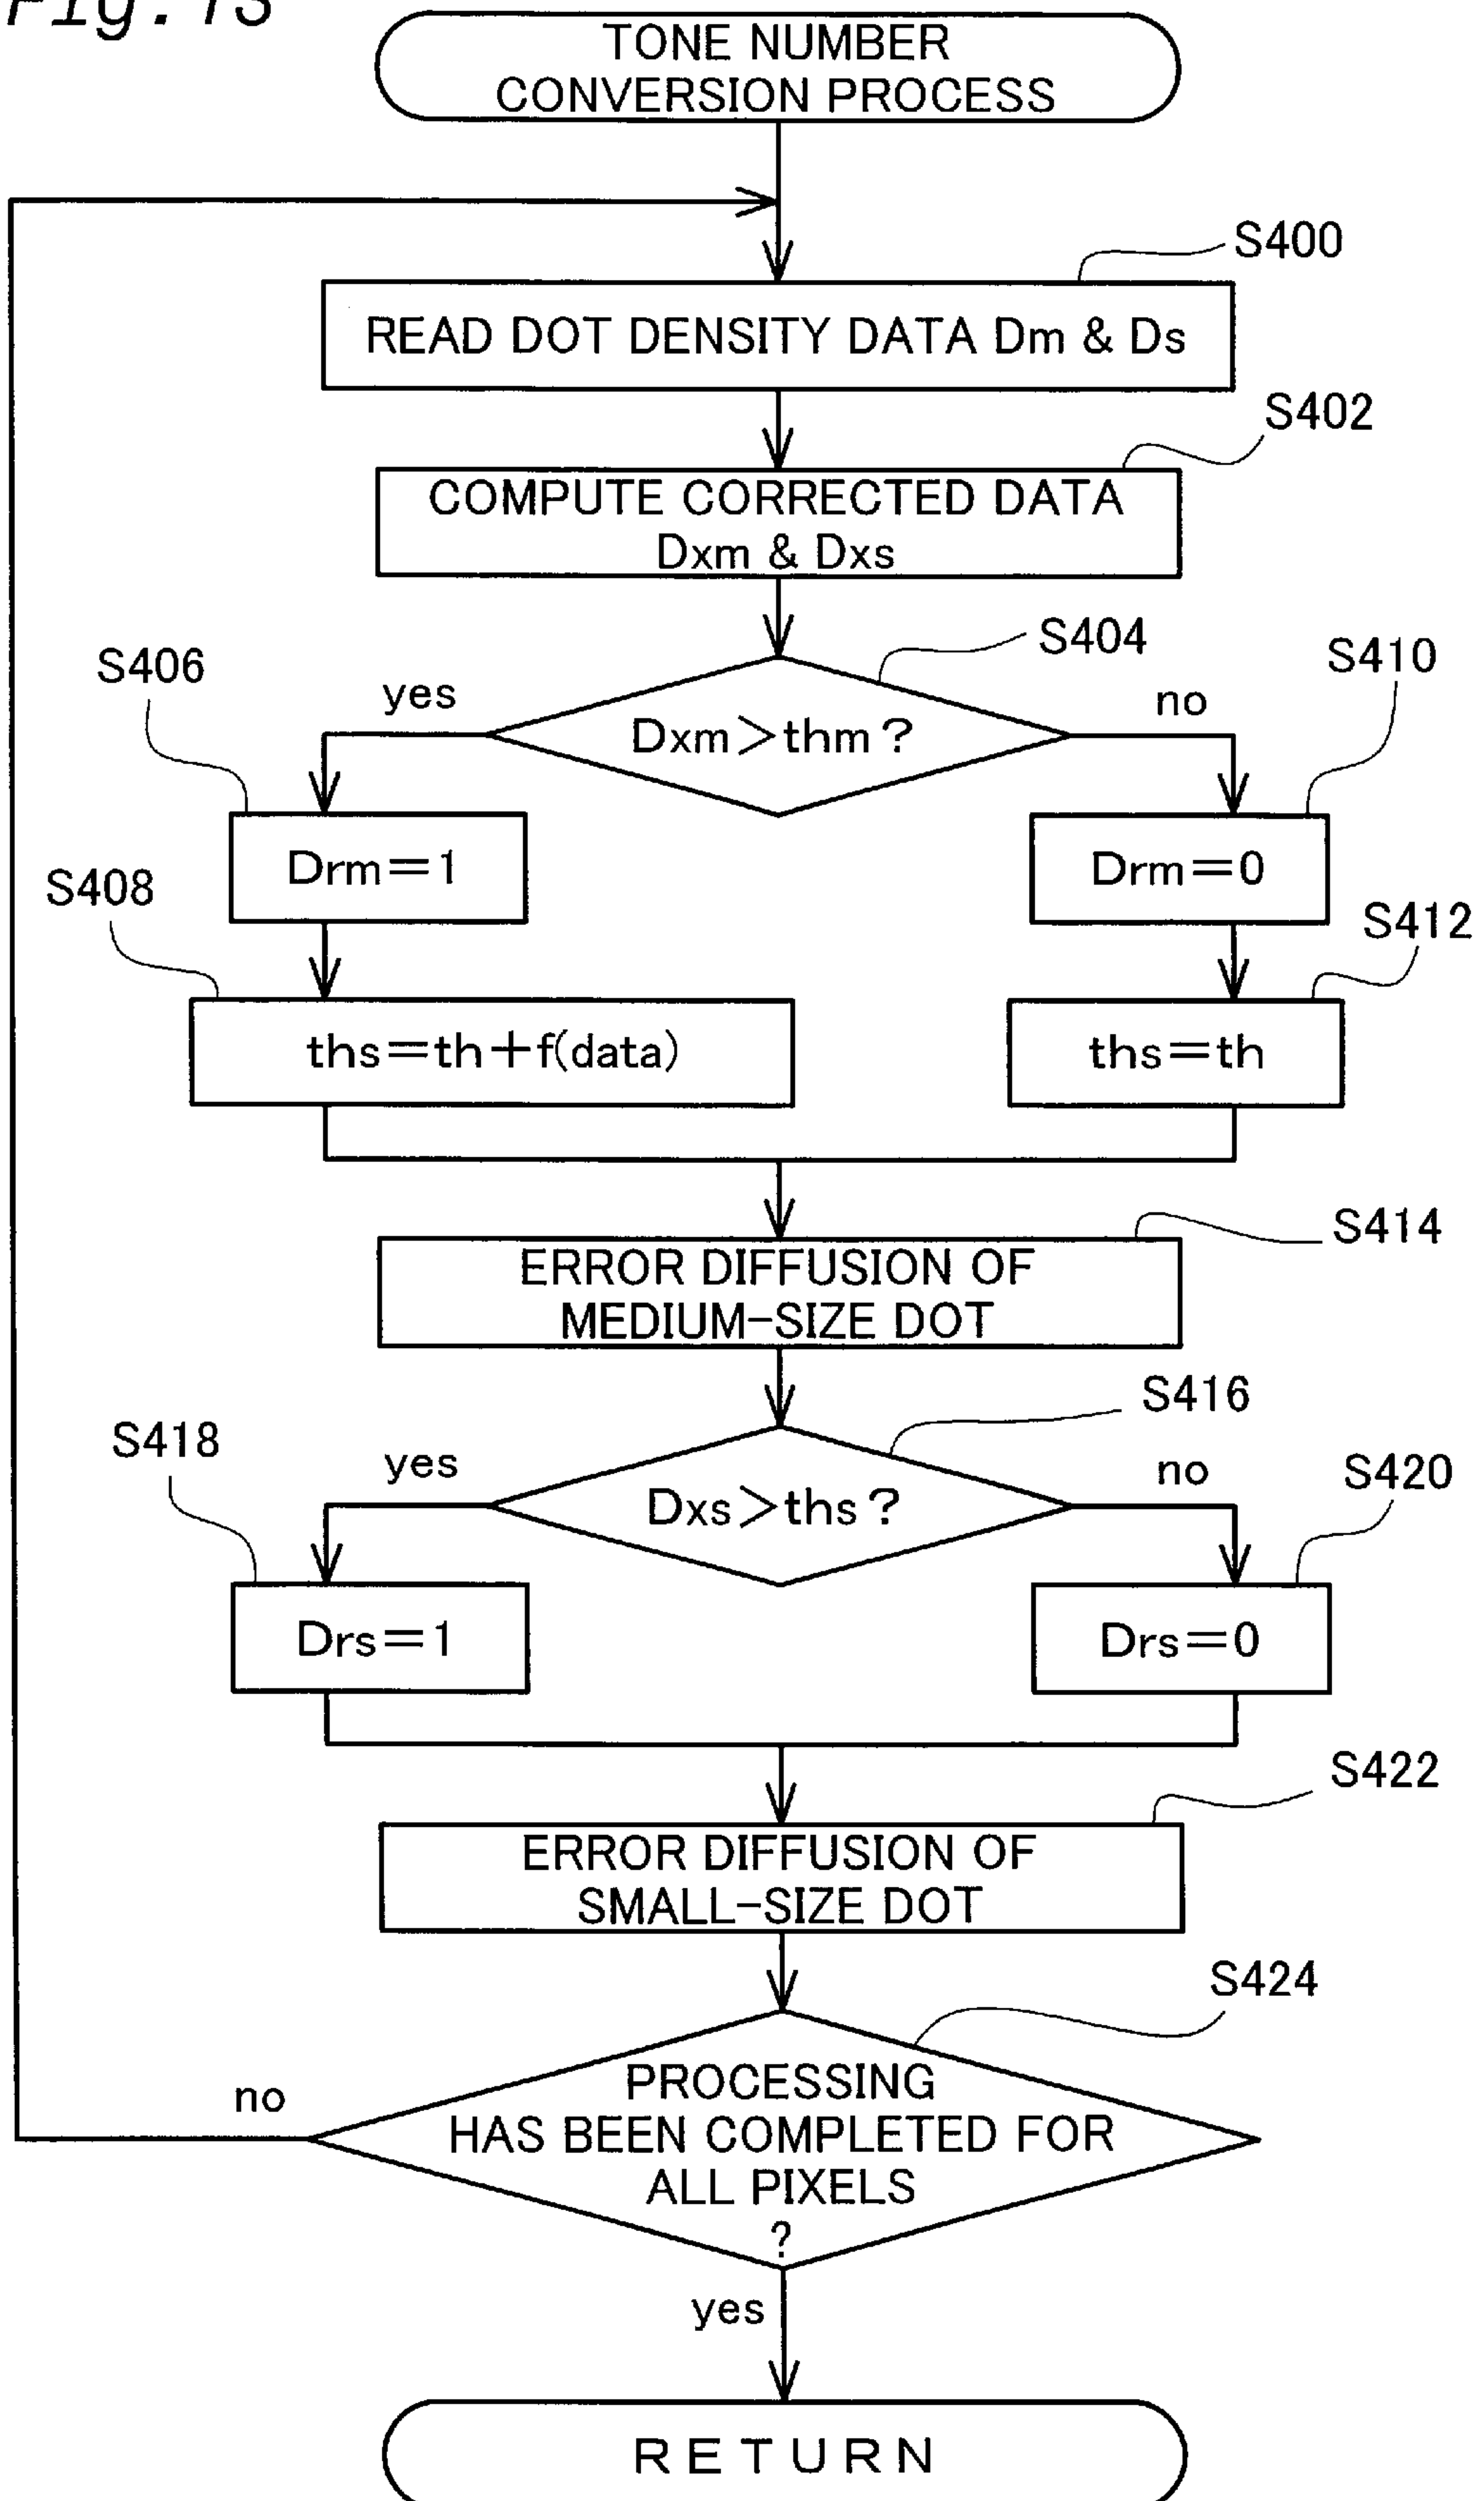 Fig. 13
TONE NUMBER
CONVERSION PROCESS
S400
READ DOT DENSITY DATA Dm & Ds
S402
COMPUTE CORRECTED DATA
Dxm & Dxs
S404
S406
S410
yes
no
Dxm>thm?
Drm=1
Drm=0
S408
S412
ths=th+f(data)
ths=th
S414
ERROR DIFFUSION OF
MEDIUM-SIZE DOT
S416
S418
S420
yes
no
Dxs>ths?
Drs=1
Drs=0
S422
ERROR DIFFUSION OF
SMALL-SIZE DOT
S424
no
PROCESSING
HAS BEEN COMPLETED FOR
ALL PIXELS
?
yes
RETURN